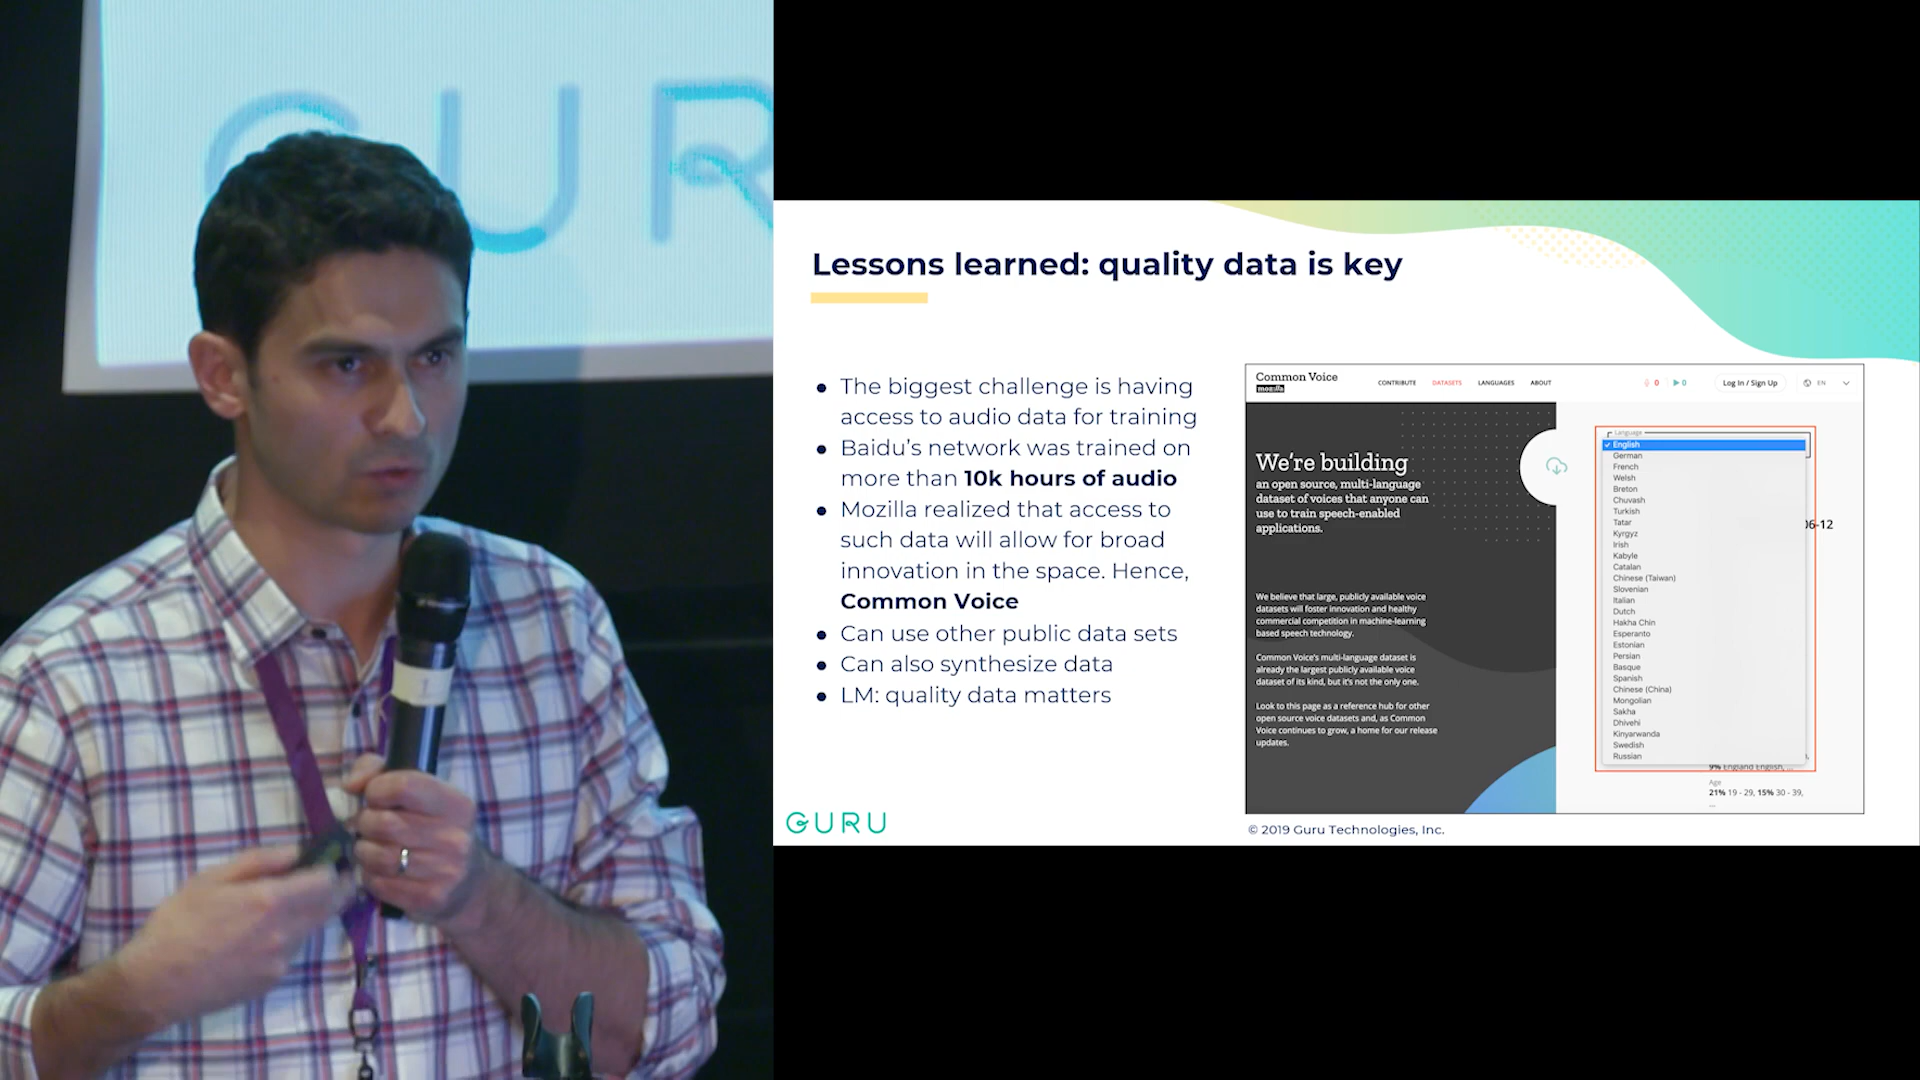 GUR
Lessons learned: quality data is key
● The biggest challenge is having
access to audio data for training
● Baidu's network was trained on
more than 10k hours of audio
● Mozilla realized that access to
such data will allow for broad
innovation in the space. Hence,
Common Voice
● Can use other public data sets
● Can also synthesize data
● LM: quality data matters
GURU
Common Voice
mozilla
CONTRIBUTE DATASETS LANGUAGES ABOUT
0 0
Log In / Sign Up
EN
We're building
an open source, multi-language
dataset of voices that anyone can
use to train speech-enabled
applications.
We believe that large, publicly available voice
datasets will foster innovation and healthy
commercial competition in machine-learning
based speech technology.
Common Voice's multi-language dataset is
already the largest publicly available voice
dataset of its kind, but it's not the only one.
Look to this page as a reference hub for other
open source voice datasets and, as Common
Voice continues to grow, a home for our release
updates.
Language
✓ English
German
French
Welsh
Breton
Chuvash
Turkish
Tatar
Kyrgyz
Irish
Kabyle
Catalan
Chinese (Taiwan)
Slovenian
Italian
Dutch
Hakha Chin
Esperanto
Estonian
Persian
Basque
Spanish
Chinese (China)
Mongolian
Sakha
Dhivehi
Kinyarwanda
Swedish
Russian
06-12
9% England English, ...
Age
21% 19 - 29, 15% 30 - 39,
...
© 2019 Guru Technologies, Inc.